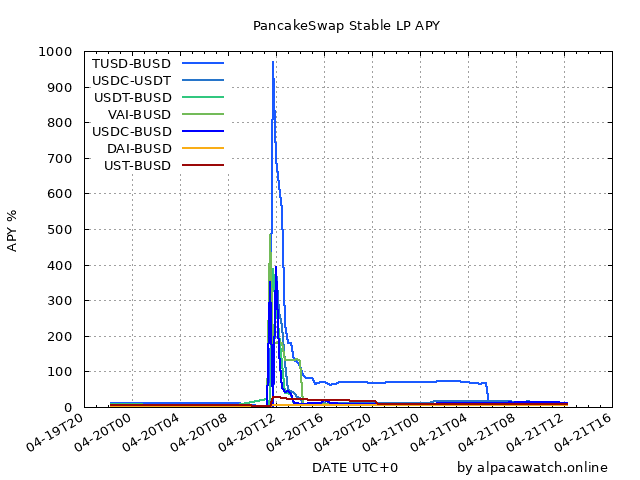 PancakeSwap Stable LP APY
1000
900
800
700
600
500
400
300
200
100
0
APY %
TUSD-BUSD
USDC-USDT
USDT-BUSD
VAI-BUSD
USDC-BUSD
DAI-BUSD
UST-BUSD
04-19T20
04-20T00
04-20T04
04-20T08
04-20T12
04-20T16
04-20T20
04-21T00
04-21T04
04-21T08
04-21T12
04-21T16
DATE UTC+0
by alpacawatch.online